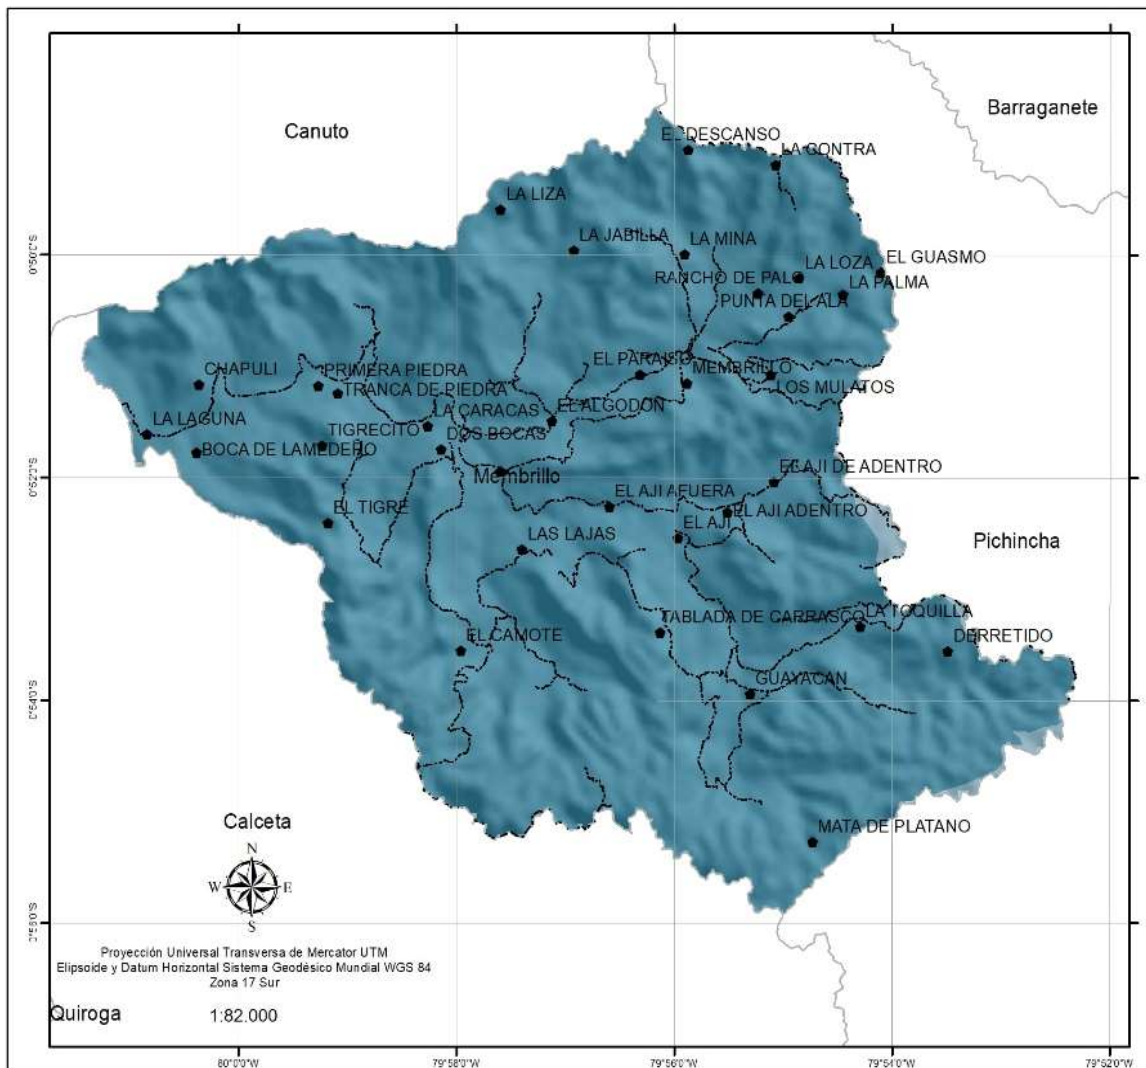 Canuto
Barraganete
EL DESCANSO
LA CONTRA
LA LIZA
LA JABILLA
LA MINA
0°50'0"S
RANCHO DE PALO
LA LOZA
EL GUASMO
LA PALMA
PUNTA DEL ALA
CHAPULI
PRIMERA PIEDRA
EL PARAISO
MEMBRILLO
TRANCA DE PIEDRA
LOS MULATOS
LA LAGUNA
LA CARACAS
EL ALGODON
BOCA DE LAMEDERO
TIGRECITO
DOS BOCAS
Membrillo
EL AJI DE ADENTRO
0°52'0"S
EL TIGRE
EL AJI AFUERA
EL AJI ADENTRO
EL AJI
LAS LAJAS
Pichincha
EL CAMOTE
TABLADA DE CARRASCO
LA TOQUILLA
DERRETIDO
GUAYACAN
0°54'0"S
Calceta
MATA DE PLATANO
N
W
E
S
0°56'0"S
Proyección Universal Transversa de Mercator UTM
Elipsoide y Datum Horizontal Sistema Geodésico Mundial WGS 84
Zona 17 Sur
Quiroga
1:82.000
80°0'0"W
79°58'0"W
79°56'0"W
79°54'0"W
79°52'0"W